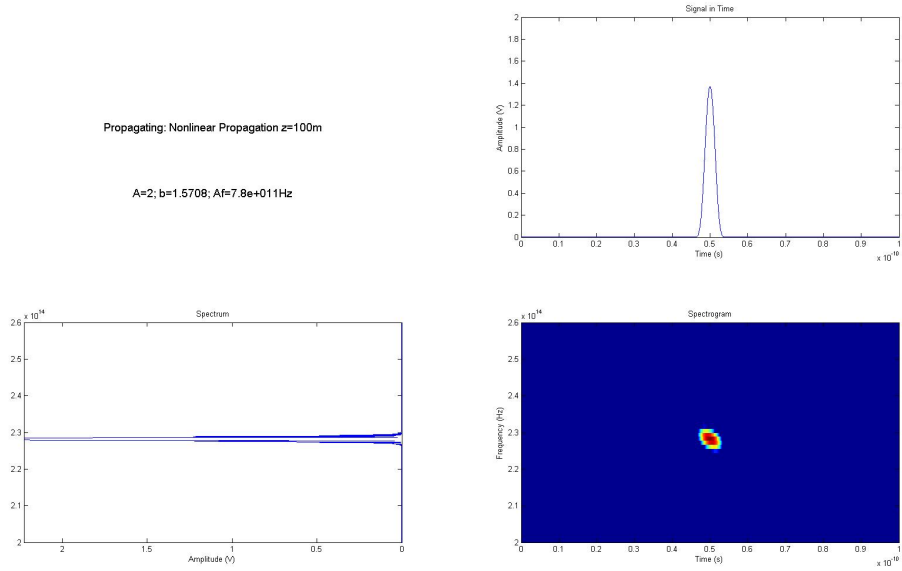 Propagating: Nonlinear Propagation z=100m
A=2; b=1.5708; Af=7.8e+011Hz
Signal in Time
2
1.8
1.6
1.4
1.2
1
0.8
0.6
0.4
0.2
0
Amplitude (V)
0 0.1 0.2 0.3 0.4 0.5 0.6 0.7 0.8 0.9 1
Time (s)
x 10^-10
Spectrum
x 10^14
2.6
2.5
2.4
2.3
2.2
2.1
2
2 1.5 1 0.5 0
Amplitude (V)
Spectrogram
x 10^14
2.6
2.5
2.4
2.3
2.2
2.1
2
Frequency (Hz)
0 0.1 0.2 0.3 0.4 0.5 0.6 0.7 0.8 0.9 1
Time (s)
x 10^-10